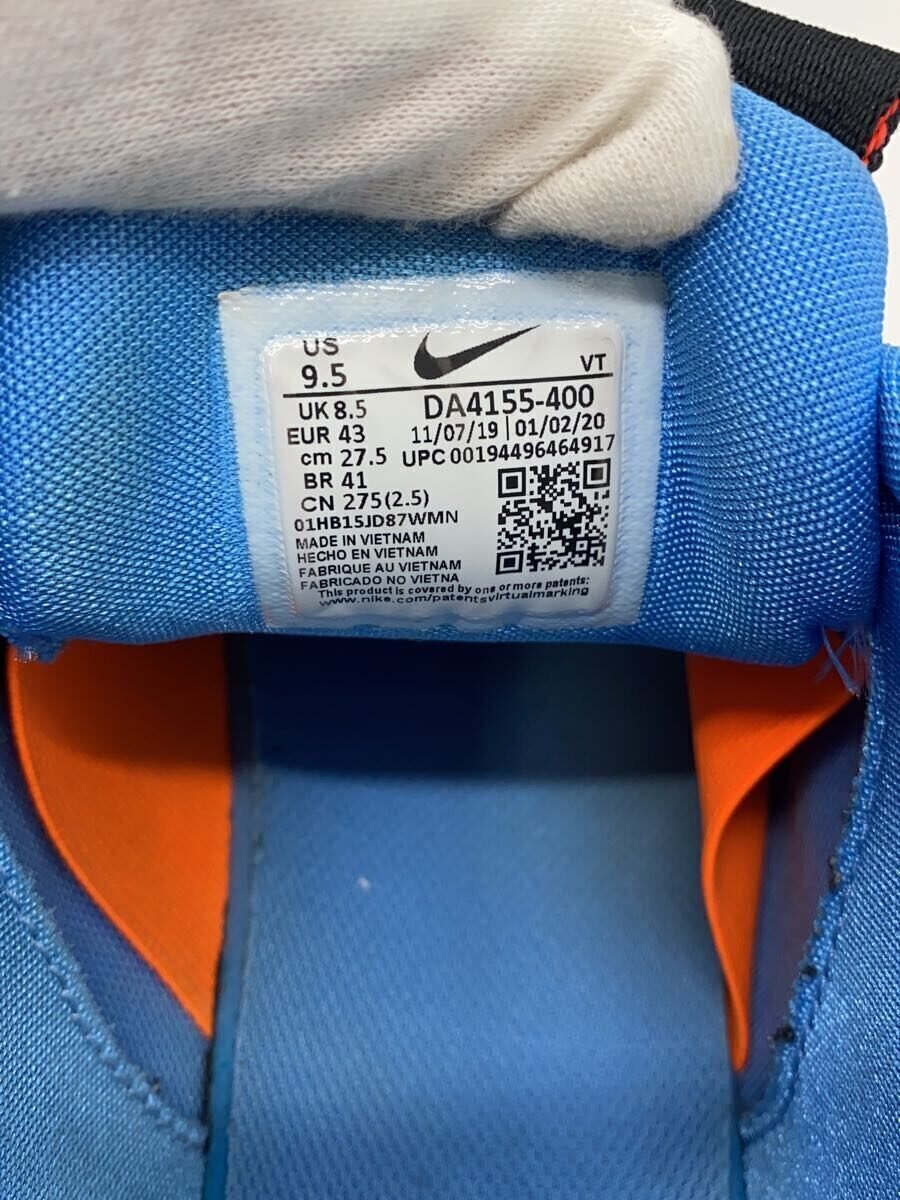 US
9.5
VT
UK 8.5
DA4155-400
EUR 43
11/07/19 | 01/02/20
cm 27.5
UPC 00194496464917
BR 41
CN 275(2.5)
01HB15JD87WMN
MADE IN VIETNAM
HECHO EN VIETNAM
FABRIQUE AU VIETNAM
FABRICADO NO VIETNA
This product is covered by one or more patents:
www.nike.com/patentsvirtualmarking